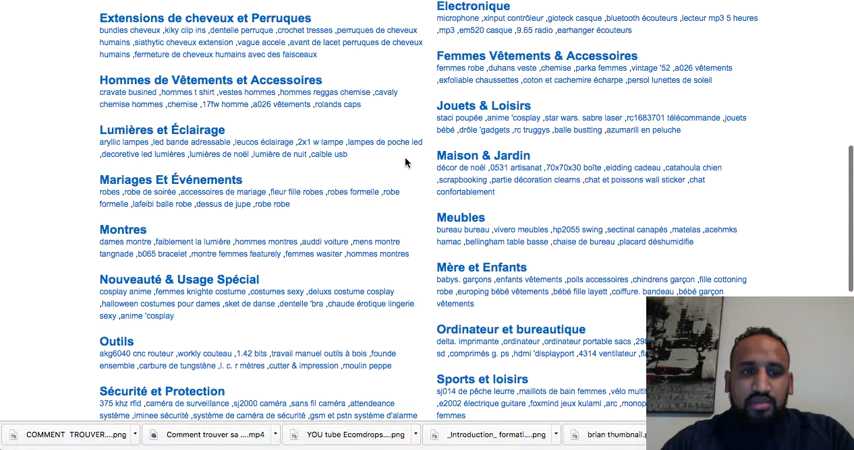 Extensions de cheveux et Perruques
bundles cheveux ,kiky clip ins ,dentelle perruque ,crochet tresses ,perruques de cheveux
humains ,siathytic cheveux extension ,vague accele ,avant de lacet perruques de cheveux
humains ,fermeture de cheveux humains avec des faisceaux
Hommes de Vêtements et Accessoires
cravate busined ,hommes t shirt ,vestes hommes ,hommes reggas chemise ,cavaly
chemise hommes ,chemise ,17fw homme ,a026 vêtements ,rolands caps
Lumières et Éclairage
aryllic lampes ,led bande adressable ,leucos éclairage ,2x1 w lampe ,lampes de poche led
,decoretive led lumières ,lumières de noël ,lumière de nuit ,calble usb
Mariages Et Événements
robes ,robe de soirée ,accessoires de mariage ,fleur fille robes ,robes formelle ,robe
formelle ,lafeibi balle robe ,dessus de jupe ,robe robe
Montres
dames montre ,faiblement la lumière ,hommes montres ,auddi voiture ,mens montre
tangnade ,b065 bracelet ,montre femmes featurely ,femmes wasiter ,hommes montres
Nouveauté & Usage Spécial
cosplay anime ,femmes knighte costume ,costumes sexy ,deluxs costume cosplay
,halloween costumes pour dames ,sket de danse ,dentelle 'bra ,chaude érotique lingerie
sexy ,anime 'cosplay
Outils
akg6040 cnc routeur ,workly couteau ,1.42 bits ,travail manuel outils à bois ,founde
ensemble ,carbure de tungstène ,l. c. r mètres ,cutter & impression ,moulin peppe
Sécurité et Protection
375 khz rfid ,caméra de surveillance ,sj2000 caméra ,sans fil caméra ,attendeance
système ,iminee sécurité ,système de caméra de sécurité ,gsm et pstn système d'alarme
Electronique
microphone ,xinput contrôleur ,gioteck casque ,bluetooth écouteurs ,lecteur mp3 5 heures
,mp3 ,em520 casque ,9.65 radio ,earhanger écouteurs
Femmes Vêtements & Accessoires
femmes robe ,duhans veste ,chemise ,parka femmes ,vintage '52 ,a026 vêtements
,exfoliable chaussettes ,coton et cachemire écharpe ,persol lunettes de soleil
Jouets & Loisirs
staci poupée ,anime 'cosplay ,star wars. sabre laser ,rc1683701 télécommande ,jouets
bébé ,drôle 'gadgets ,rc truggys ,balle bustting ,azumarill en peluche
Maison & Jardin
décor de noël ,0531 artisanat ,70x70x30 boîte ,eidding cadeau ,catahoula chien
,scrapbooking ,partie décoration clearns ,chat et poissons wall sticker ,chat
confortablement
Meubles
bureau bureau ,vivero meubles ,hp2055 swing ,sectinal canapés ,matelas ,acehmks
hamac ,bellingham table basse ,chaise de bureau ,placard déshumidifie
Mère et Enfants
babys. garçons ,enfants vêtements ,poils accessoires ,chindrens garçon ,fille cottoning
robe ,europing bébé vêtements ,bébé fille layett ,coiffure. bandeau ,bébé garçon
vêtements
Ordinateur et bureautique
delta. imprimante ,ordinateur ,ordinateur portable sacs
sd ,comprimés g. ps ,hdmi 'displayport ,4314 ventilateur
Sports et loisirs
sj014 de pêche leurre ,maillots de bain femmes ,vélo
,e2002 électrique guitare ,foxmind jeux kulami ,arc
femmes
COMMENT TROUVER....png
Comment trouver sa ....mp4
YOU tube Ecomdrops....png
_Introduction_ formati....png
brian thumbnail.